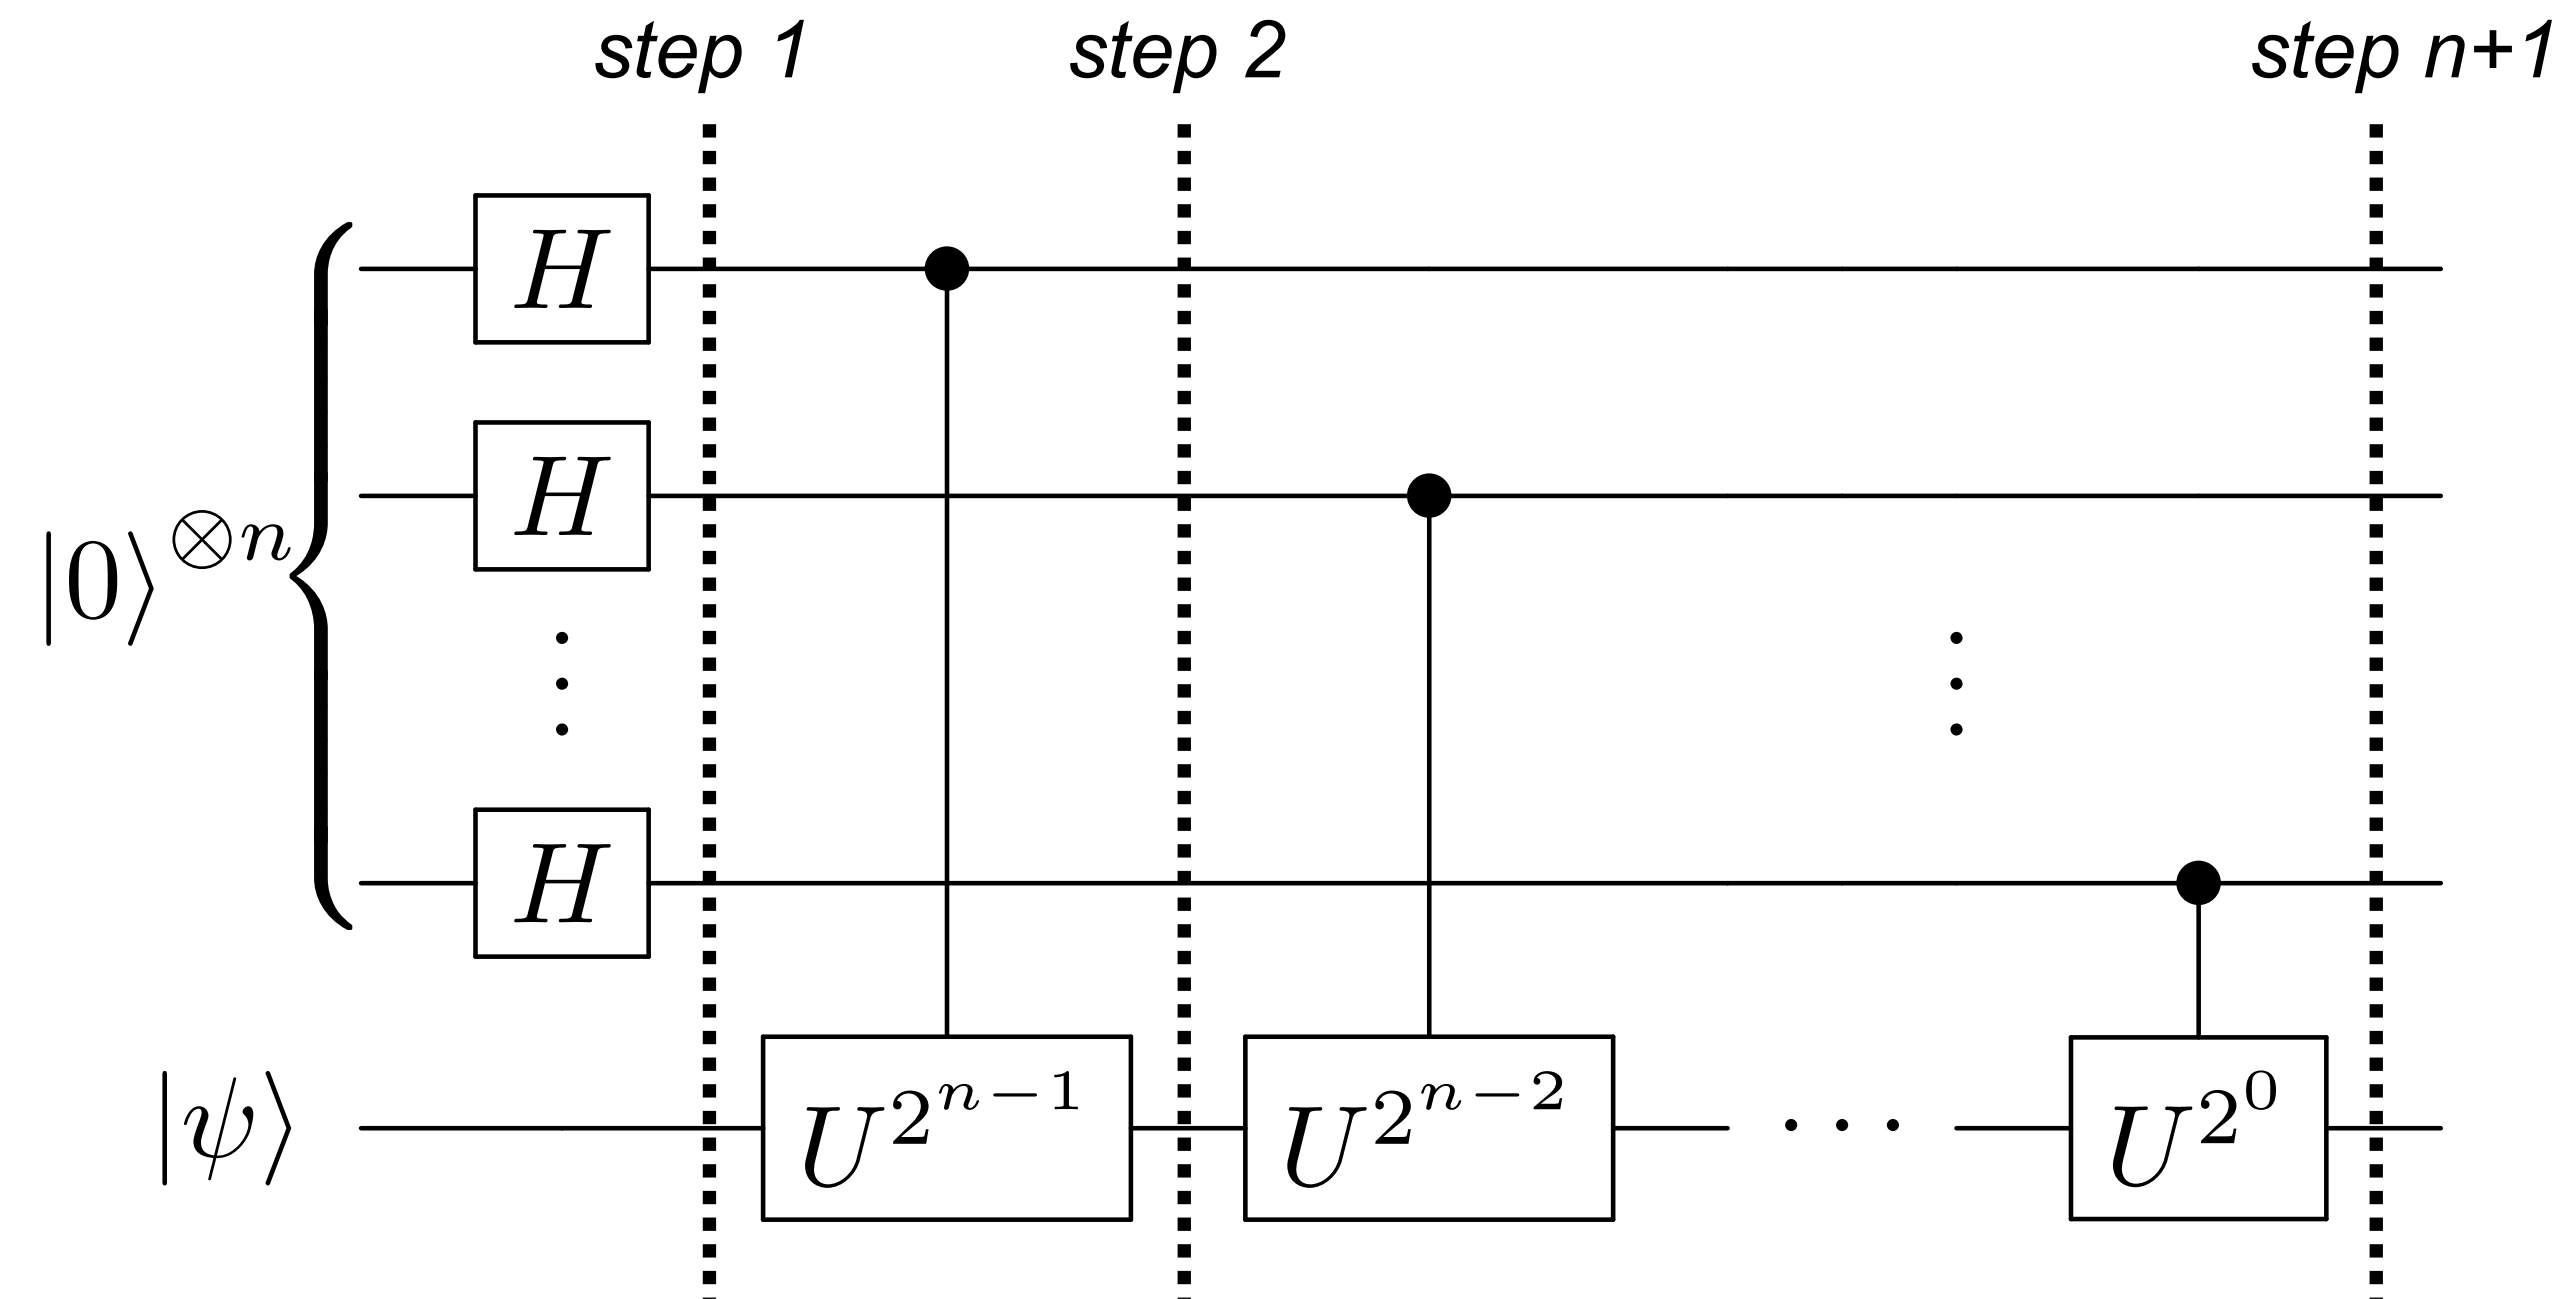 step 1 step 2 step n+1
H
H
|0⟩^{⊗n}
⋮ ⋮
H
|ψ⟩ U^{2^{n−1}} U^{2^{n−2}} · · · U^{2^0}